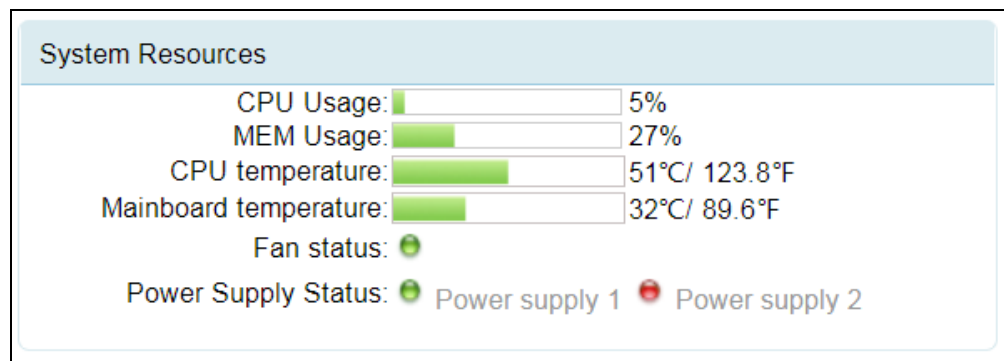 System Resources
CPU Usage: 5%
MEM Usage: 27%
CPU temperature: 51℃/ 123.8℉
Mainboard temperature: 32℃/ 89.6℉
Fan status:
Power Supply Status: Power supply 1 Power supply 2